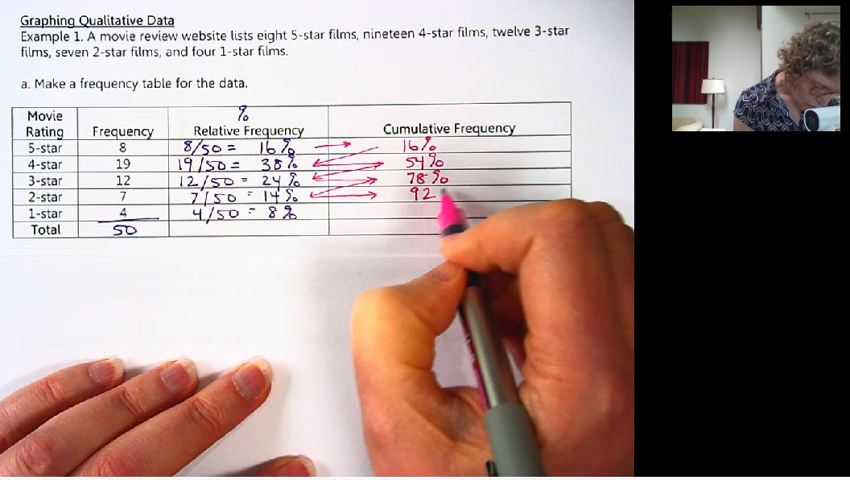 Graphing Qualitative Data
Example 1. A movie review website lists eight 5-star films, nineteen 4-star films, twelve 3-star
films, seven 2-star films, and four 1-star films.
a. Make a frequency table for the data.
%
Movie Rating Frequency Relative Frequency Cumulative Frequency
5-star 8 8/50 = 16% 16%
4-star 19 19/50 = 38% 54%
3-star 12 12/50 = 24% 78%
2-star 7 7/50 = 14% 92
1-star 4 4/50 = 8%
Total 50